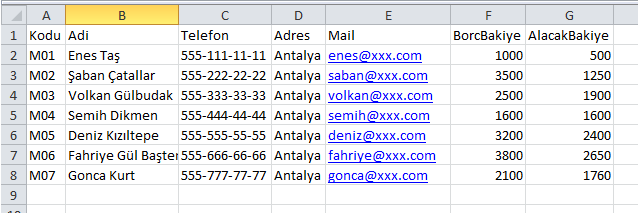 A B C D E F G
1 Kodu Adi Telefon Adres Mail BorcBakiye AlacakBakiye
2 M01 Enes Taş 555-111-11-11 Antalya enes@xxx.com 1000 500
3 M02 Şaban Çatallar 555-222-22-22 Antalya saban@xxx.com 3500 1250
4 M03 Volkan Gülbudak 555-333-33-33 Antalya volkan@xxx.com 2500 1900
5 M04 Semih Dikmen 555-444-44-44 Antalya semih@xxx.com 1600 1600
6 M05 Deniz Kızıltepe 555-555-55-55 Antalya deniz@xxx.com 3200 2400
7 M06 Fahriye Gül Başter 555-666-66-66 Antalya fahriye@xxx.com 3800 2650
8 M07 Gonca Kurt 555-777-77-77 Antalya gonca@xxx.com 2100 1760
9